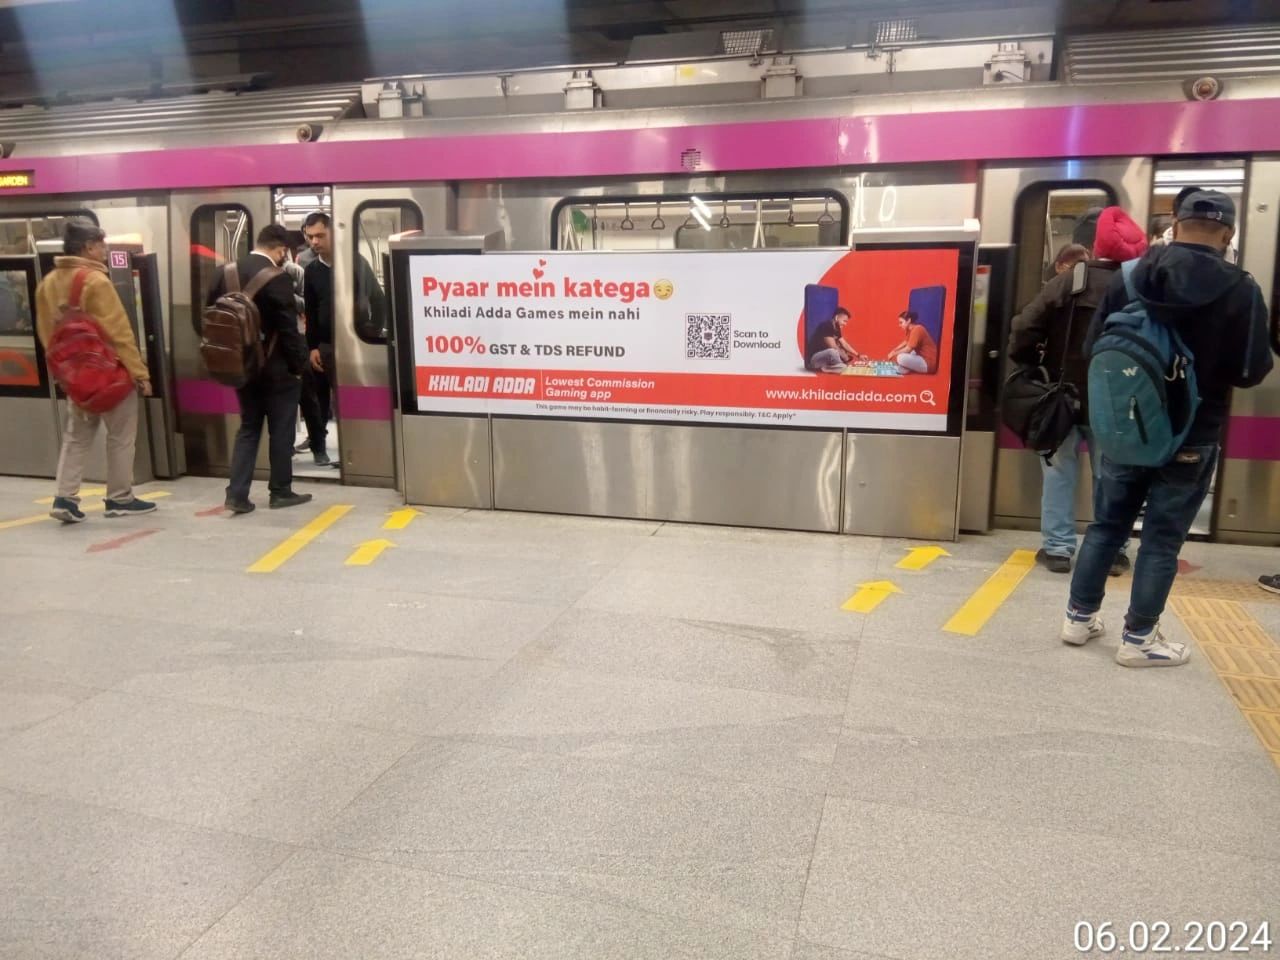 GARDEN
15
Pyaar mein katega😏
Khiladi Adda Games mein nahi
100% GST & TDS REFUND
Scan to
Download
KHILADI ADDA
Lowest Commission
Gaming app
www.khiladiadda.com
This game may be habit-forming or financially risky. Play responsibly. T&C Apply*
06.02.2024